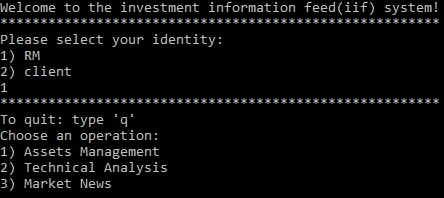 Welcome to the investment information feed(iif) system!
*******************************************************
Please select your identity:
1) RM
2) client
1
*******************************************************
To quit: type 'q'
Choose an operation:
1) Assets Management
2) Technical Analysis
3) Market News